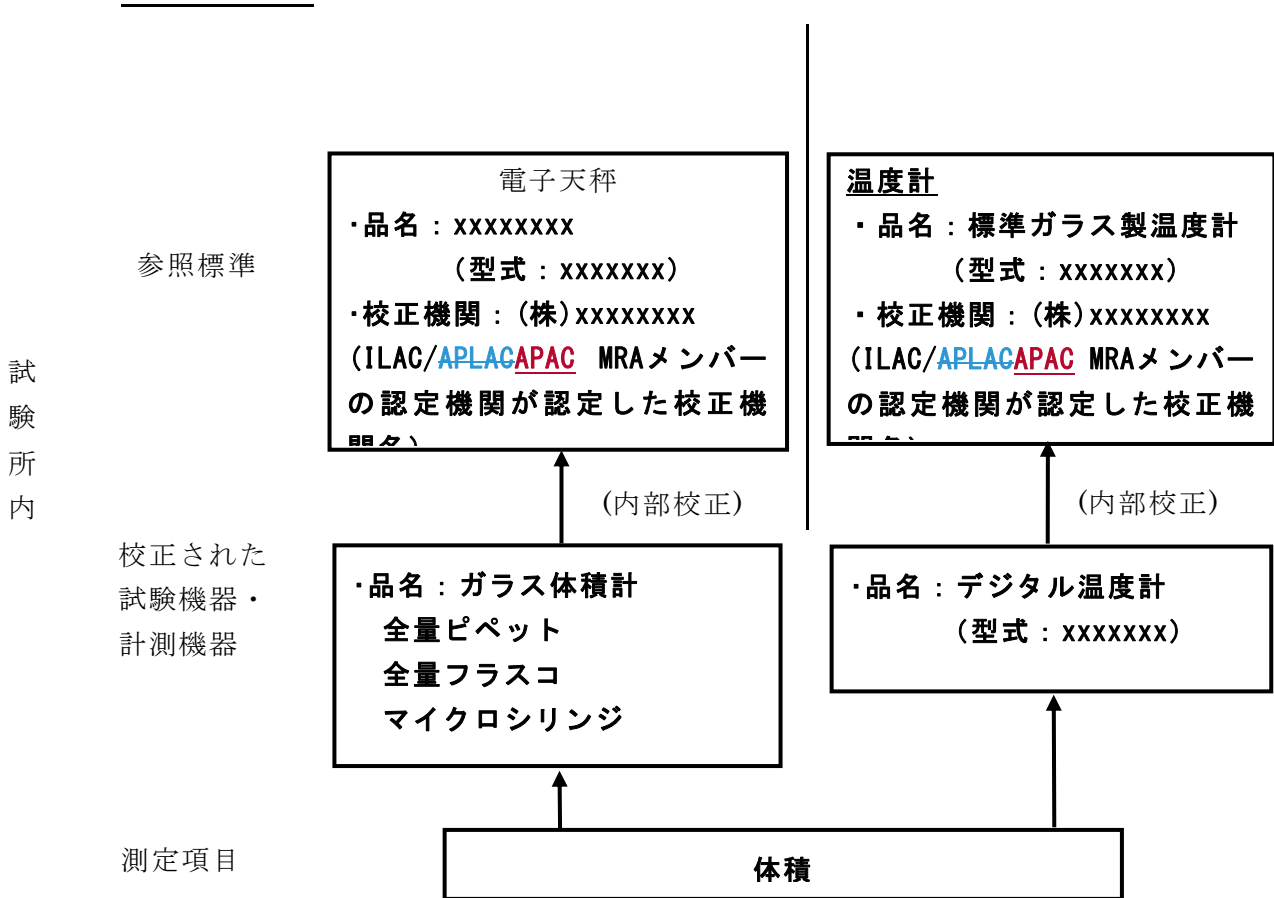 電子天秤
・品名：xxxxxxxx
（型式：xxxxxxx）
・校正機関：(株)xxxxxxxx
(ILAC/APLACAPAC MRAメンバー
の認定機関が認定した校正機
温度計
・品名：標準ガラス製温度計
（型式：xxxxxxx）
・校正機関：(株)xxxxxxxx
(ILAC/APLACAPAC MRAメンバー
の認定機関が認定した校正機
参照標準
試
験
所
内
(内部校正)
(内部校正)
校正された
試験機器・
計測機器
・品名：ガラス体積計
全量ピペット
全量フラスコ
マイクロシリンジ
・品名：デジタル温度計
（型式：xxxxxxx）
測定項目
体積